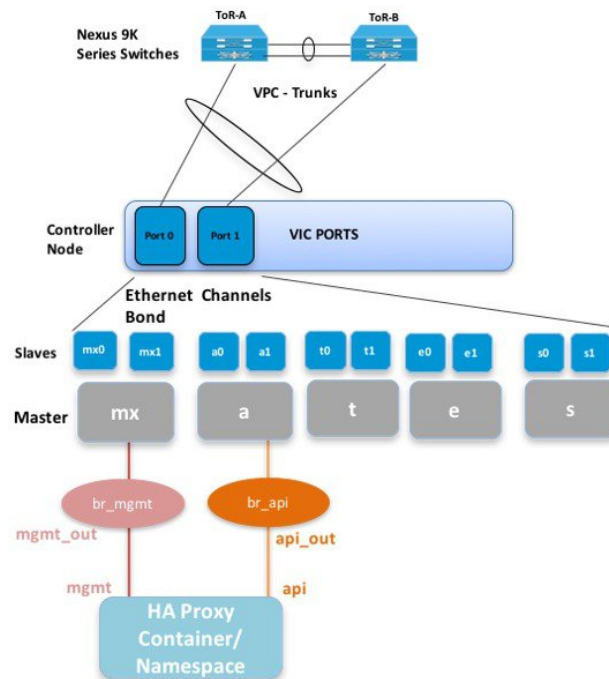 ToR-A
ToR-B
Nexus 9K
Series Switches
VPC - Trunks
Controller
Node
Port 0
Port 1
VIC PORTS
Ethernet Channels
Bond
Slaves
mx0
mx1
a0
a1
t0
t1
e0
e1
s0
s1
Master
mx
a
t
e
s
br_mgmt
br_api
mgmt_out
api_out
mgmt
api
HA Proxy
Container/
Namespace